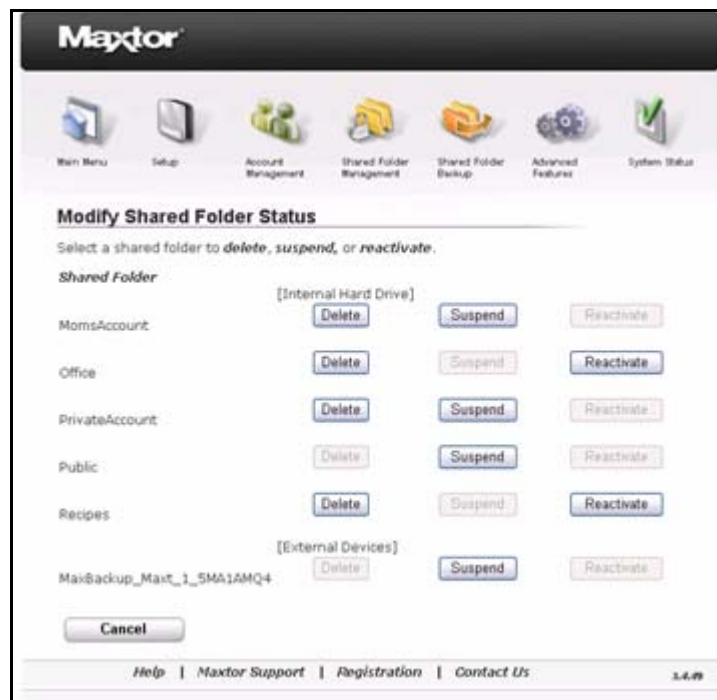 Maxtor
Main Menu
Setup
Account Management
Shared Folder Management
Shared Folder Backup
Advanced Features
System Status
Modify Shared Folder Status
Select a shared folder to delete, suspend, or reactivate.
Shared Folder
[Internal Hard Drive]
MomsAccount Delete Suspend Reactivate
Office Delete Suspend Reactivate
PrivateAccount Delete Suspend Reactivate
Public Delete Suspend Reactivate
Recipes Delete Suspend Reactivate
[External Devices]
MaxBackup_Maxt_1_5MA1AMQ4 Delete Suspend Reactivate
Cancel
Help | Maxtor Support | Registration | Contact Us